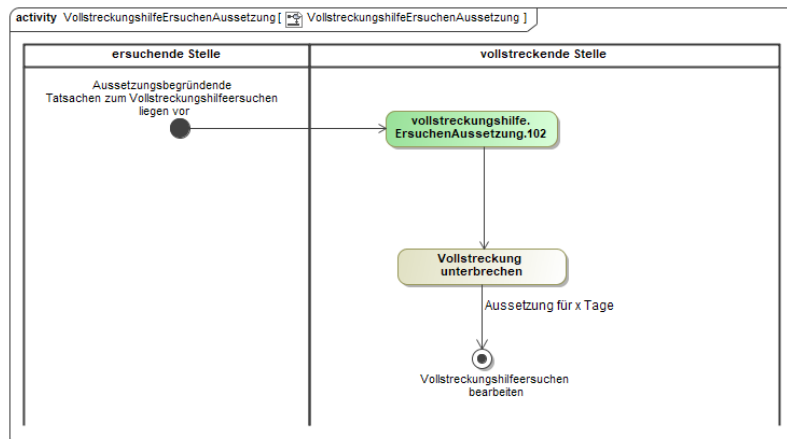 activity VollstreckungshilfeErsuchenAussetzung [ VollstreckungshilfeErsuchenAussetzung ]
ersuchende Stelle
vollstreckende Stelle
Aussetzungsbegründende
Tatsachen zum Vollstreckungshilfeersuchen
liegen vor
vollstreckungshilfe.
ErsuchenAussetzung.102
Vollstreckung
unterbrechen
Aussetzung für x Tage
Vollstreckungshilfeersuchen
bearbeiten